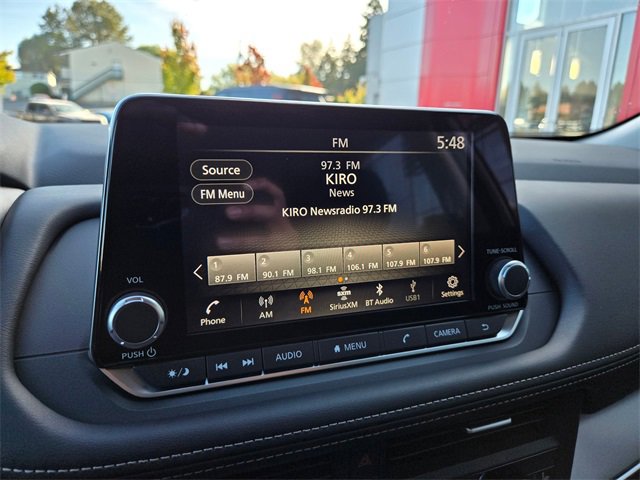 FM 5:48
Source
FM Menu
97.3 FM
KIRO
News
KIRO Newsradio 97.3 FM
1 2 3 4 5 6
87.9 FM 90.1 FM 98.1 FM 106.1 FM 107.9 FM 107.9 FM
Phone AM FM SiriusXM BT Audio USB1 Settings
sxm
VOL
PUSH
TUNE·SCROLL
PUSH SOUND
AUDIO MENU CAMERA